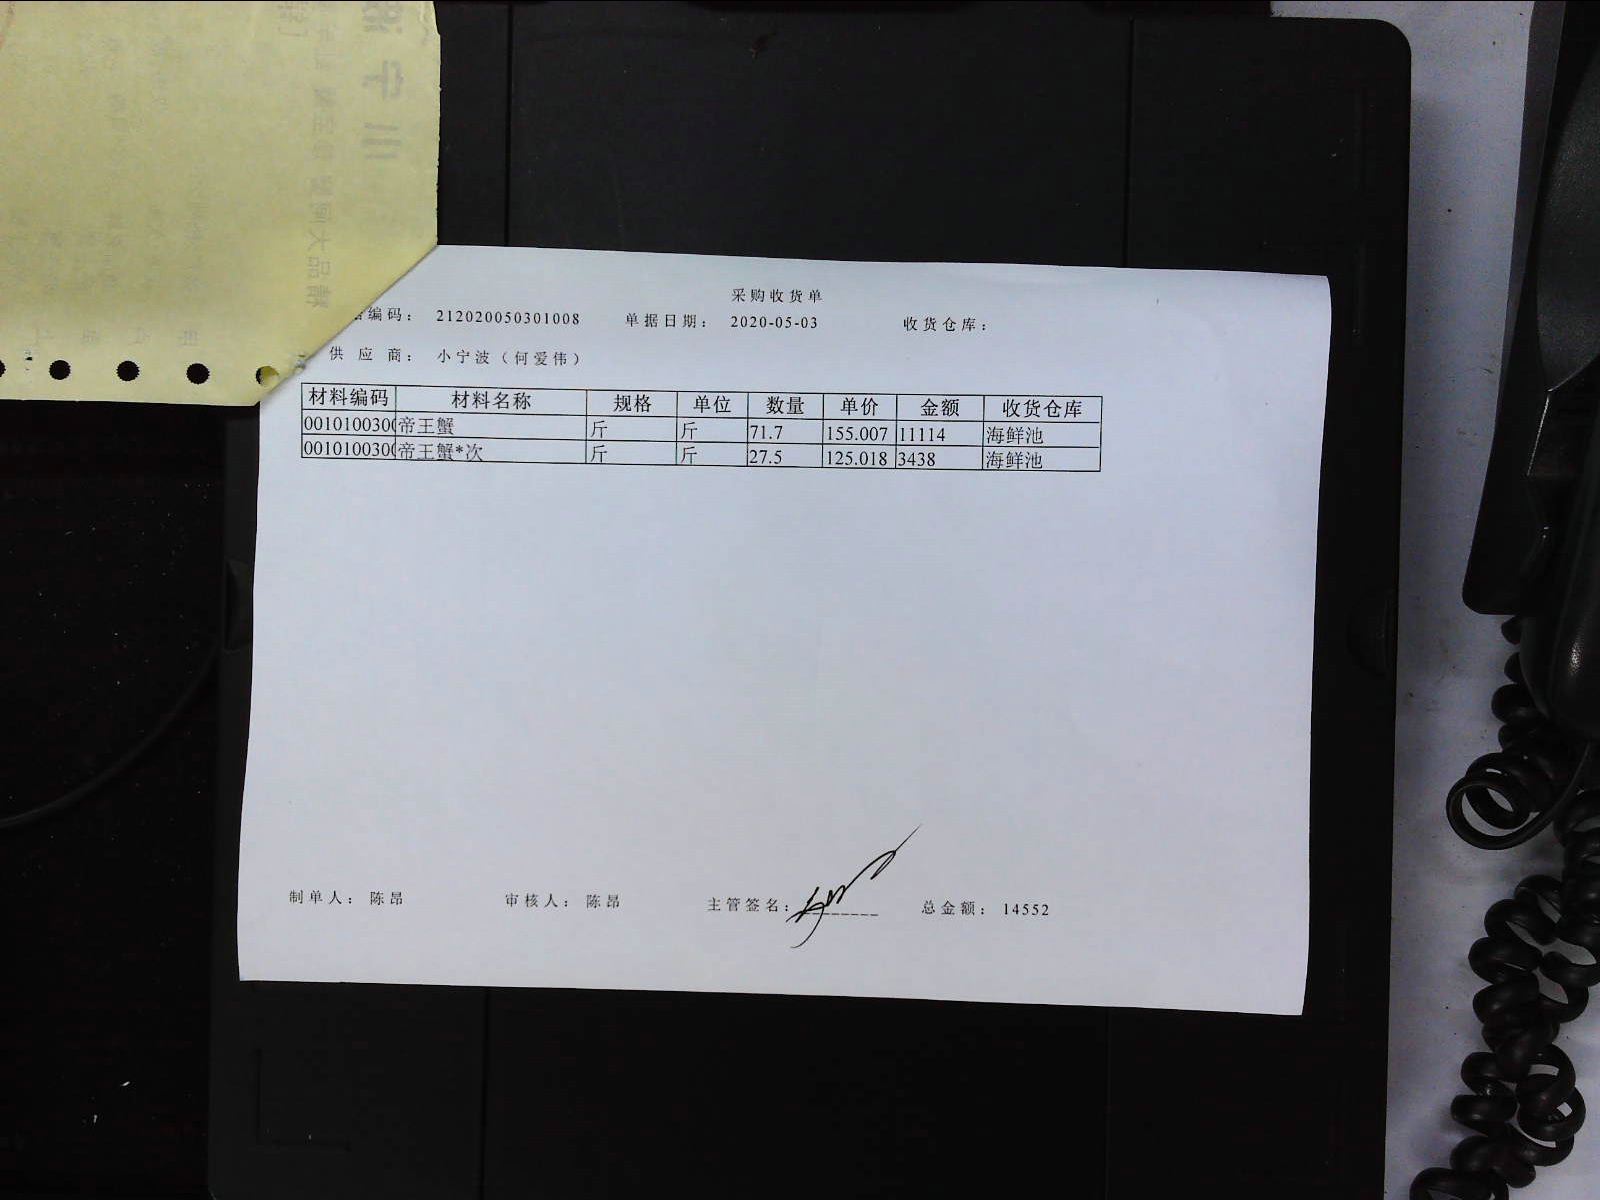 采购收货单
编码： 212020050301008 单据日期： 2020-05-03 收货仓库：
供应商： 小宁波（何爱伟）
材料编码 材料名称 规格 单位 数量 单价 金额 收货仓库
0010100300 帝王蟹 斤 斤 71.7 155.007 11114 海鲜池
0010100300 帝王蟹*次 斤 斤 27.5 125.018 3438 海鲜池
制单人： 陈昂 审核人： 陈昂 主管签名： 总金额： 14552